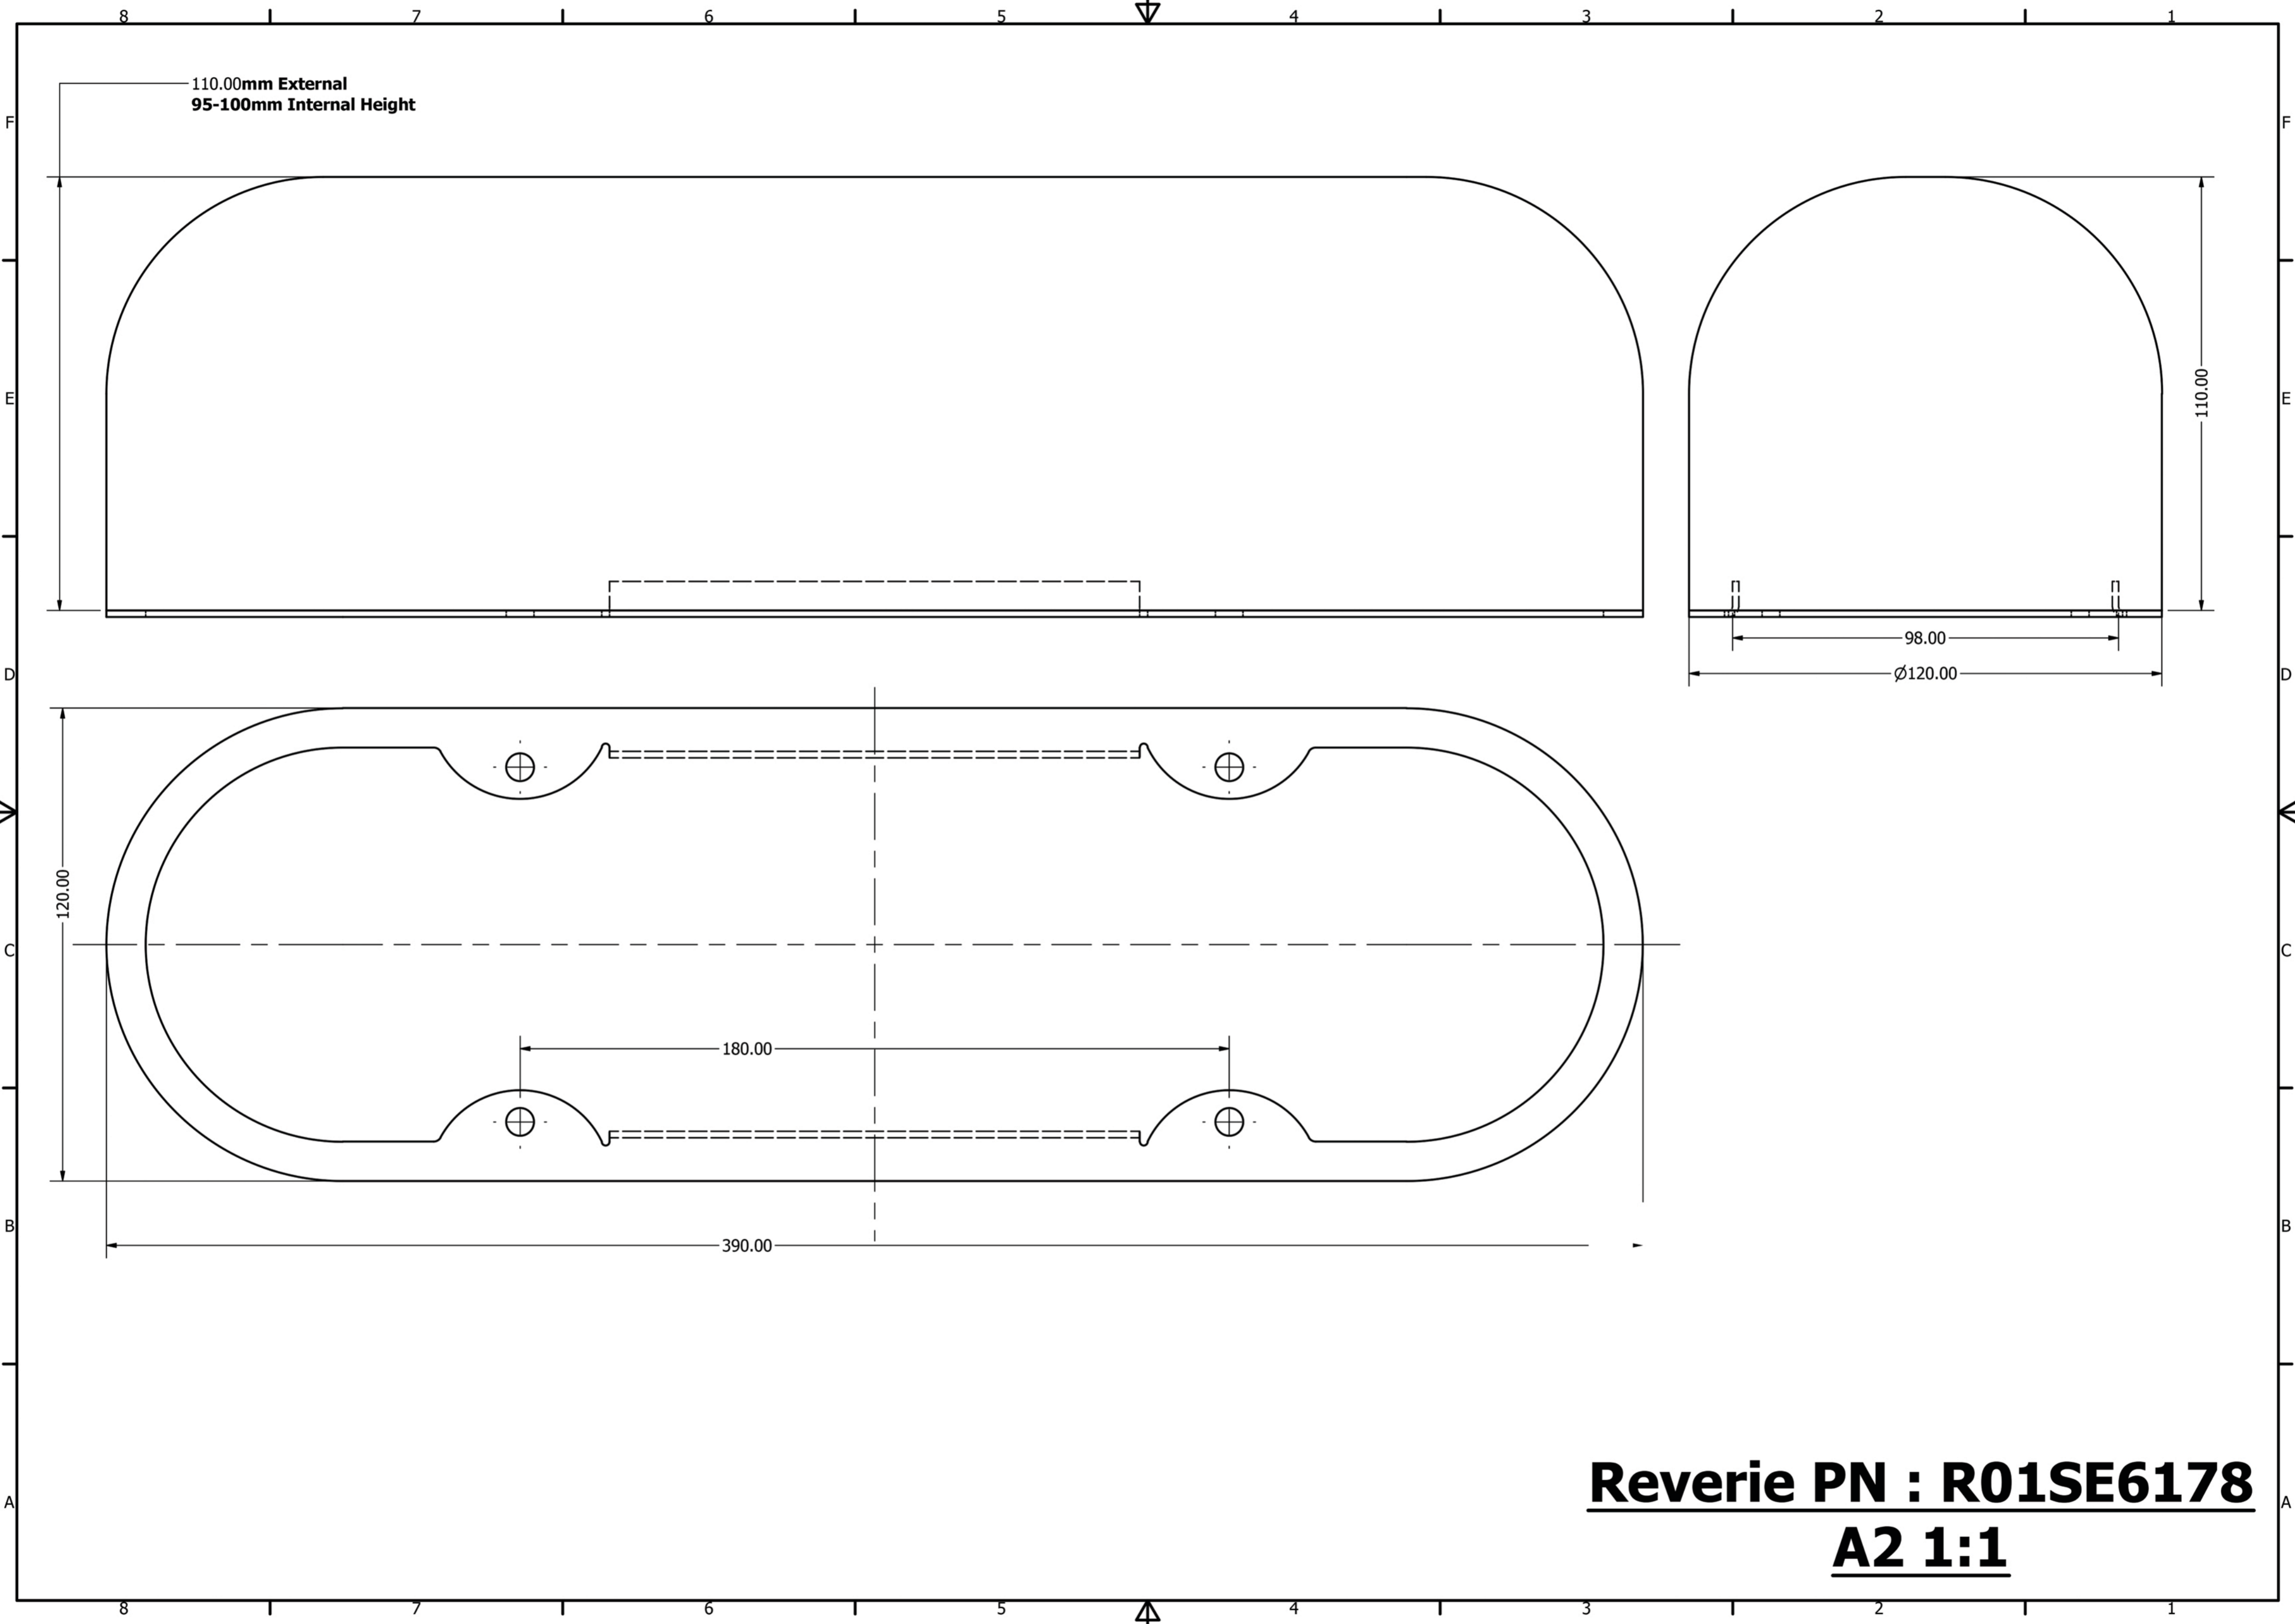 8 7 6 5 4 3 2 1
110.00mm External
95-100mm Internal Height
F F
E 110.00 E
98.00
D Ø120.00 D
120.00
C C
180.00
B B
390.00
Reverie PN : R01SE6178
A A
A2 1:1
8 7 6 5 4 3 2 1